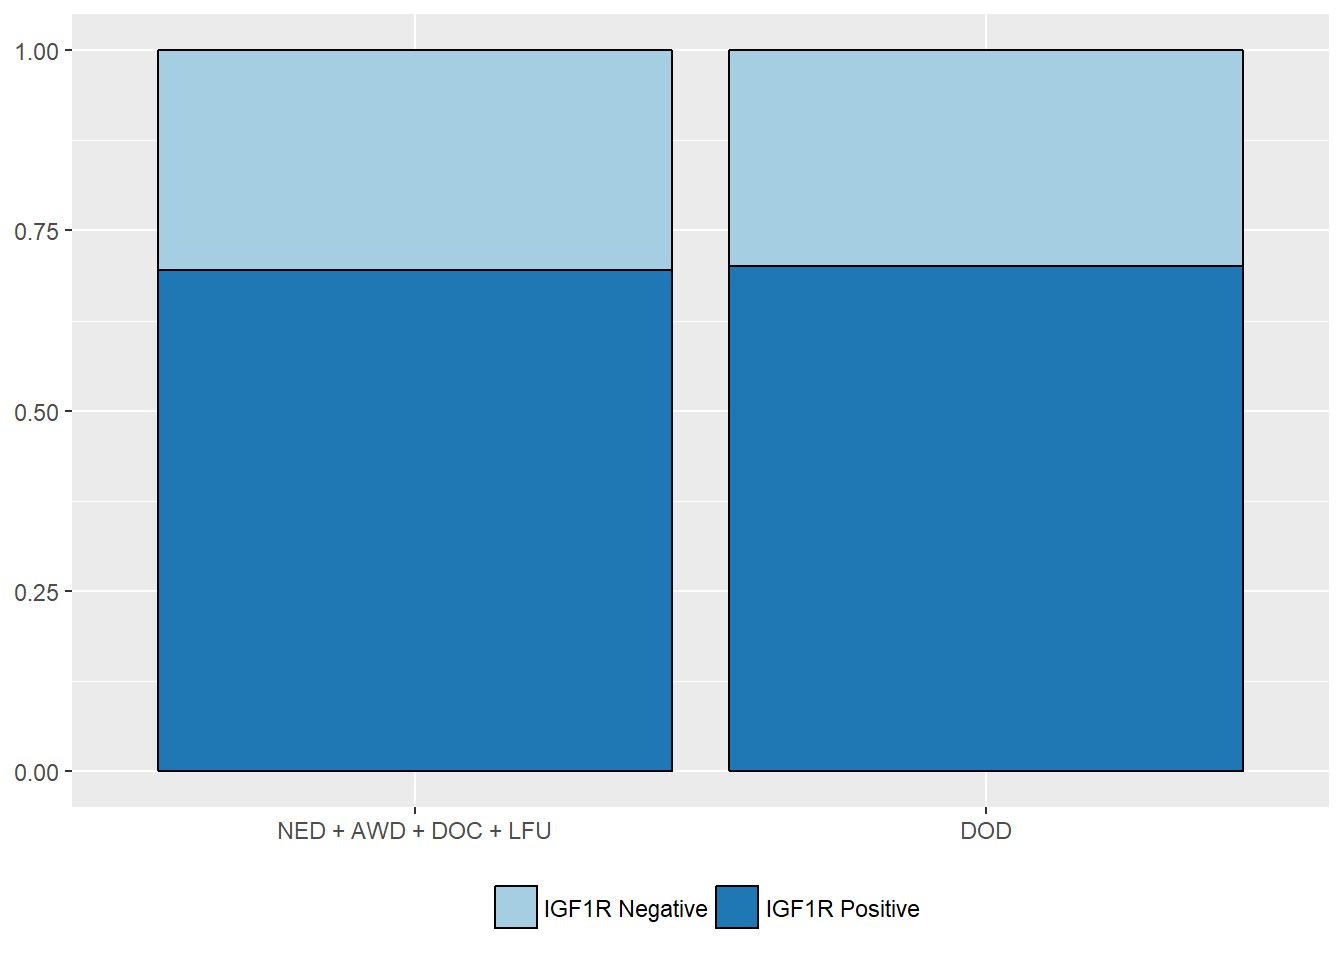 1.00
0.75
0.50
0.25
0.00
NED + AWD + DOC + LFU
DOD
IGF1R Negative
IGF1R Positive